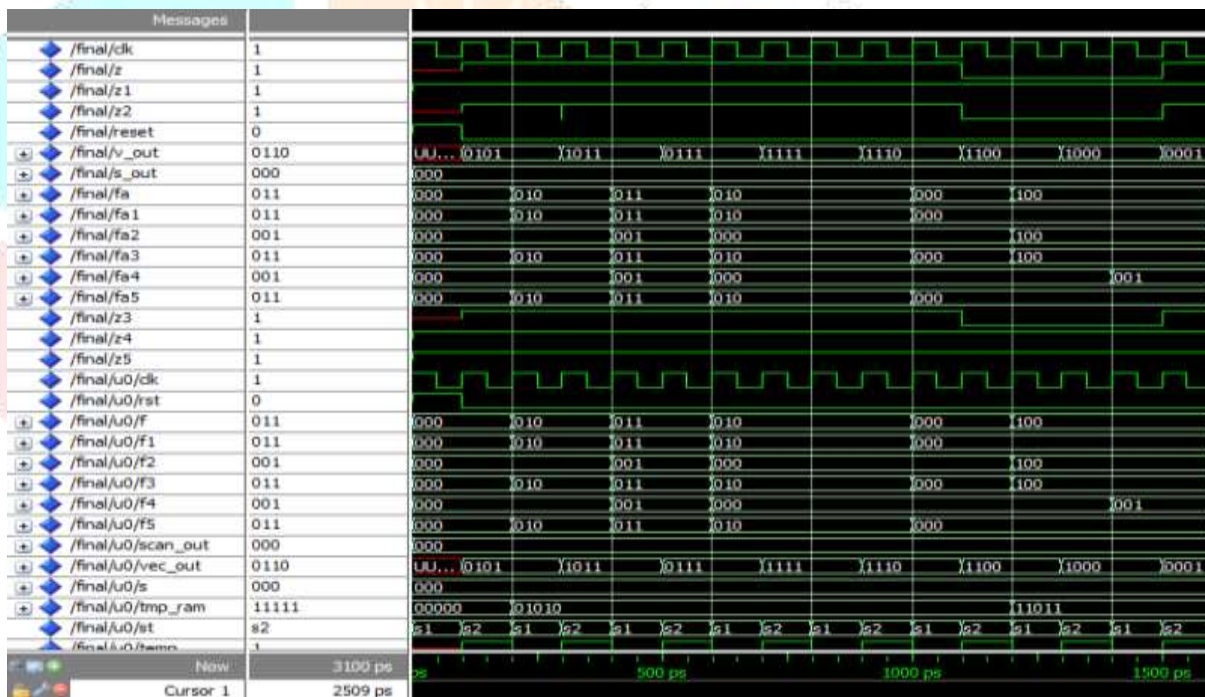 Messages
/final/clk 1
/final/z 1
/final/z1 1
/final/z2 1
/final/reset 0
/final/v_out 0110 UU... 0101 1011 0111 1111 1110 1100 1000 0001
/final/s_out 000 000
/final/fa 011 000 010 011 010 000 100
/final/fa1 011 000 010 011 010 000
/final/fa2 001 000 001 000 100
/final/fa3 011 000 010 011 010 000 100
/final/fa4 001 000 001 000 001
/final/fa5 011 000 010 011 010 000
/final/z3 1
/final/z4 1
/final/z5 1
/final/u0/clk 1
/final/u0/rst 0
/final/u0/f 011 000 010 011 010 000 100
/final/u0/f1 011 000 010 011 010 000
/final/u0/f2 001 000 001 000 100
/final/u0/f3 011 000 010 011 010 000 100
/final/u0/f4 001 000 001 000 001
/final/u0/f5 011 000 010 011 010 000
/final/u0/scan_out 000 000
/final/u0/vec_out 0110 UU... 0101 1011 0111 1111 1110 1100 1000 0001
/final/u0/s 000 000
/final/u0/tmp_ram 11111 00000 01010 11011
/final/u0/st s2 s1 s2 s1 s2 s1 s2 s1 s2 s1 s2 s1 s2 s1 s2 s1 s2
/final/u0/temp 1
Now 3100 ps ps 500 ps 1000 ps 1500 ps
Cursor 1 2509 ps